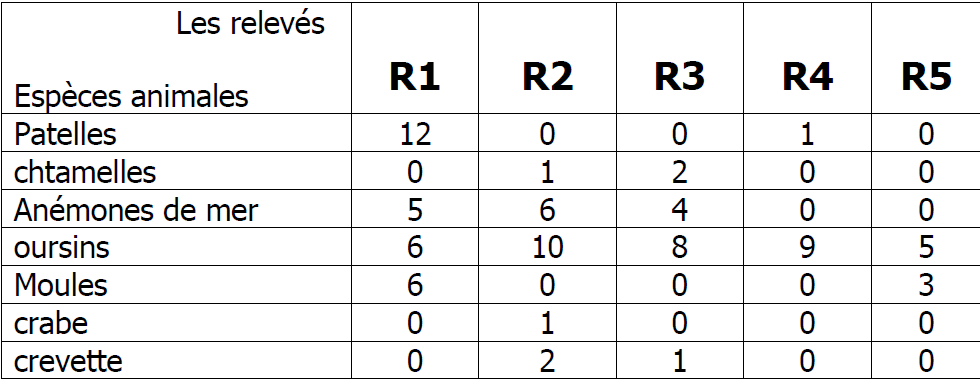 Les relevés
Espèces animales R1 R2 R3 R4 R5
Patelles 12 0 0 1 0
chtamelles 0 1 2 0 0
Anémones de mer 5 6 4 0 0
oursins 6 10 8 9 5
Moules 6 0 0 0 3
crabe 0 1 0 0 0
crevette 0 2 1 0 0